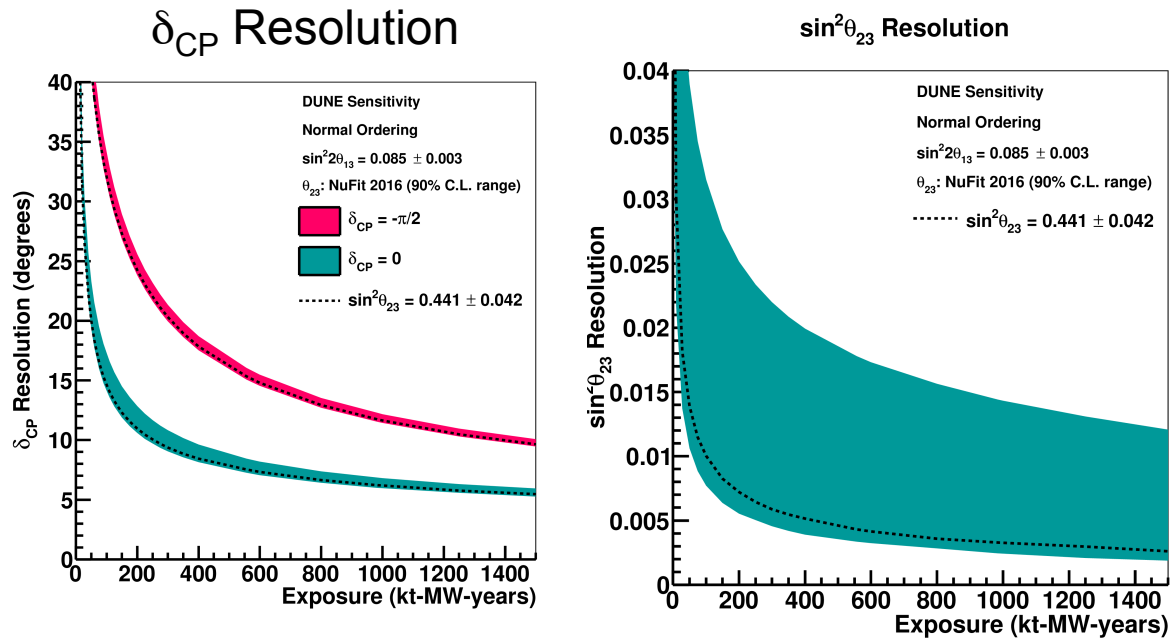 δCP Resolution
40
35
30
25
20
15
10
5
0
δCP Resolution (degrees)
DUNE Sensitivity
Normal Ordering
sin²2θ13 = 0.085 ± 0.003
θ23: NuFit 2016 (90% C.L. range)
δCP = -π/2
δCP = 0
sin²θ23 = 0.441 ± 0.042
0 200 400 600 800 1000 1200 1400
Exposure (kt-MW-years)
sin²θ23 Resolution
0.04
0.035
0.03
0.025
0.02
0.015
0.01
0.005
0
sin²θ23 Resolution
DUNE Sensitivity
Normal Ordering
sin²2θ13 = 0.085 ± 0.003
θ23: NuFit 2016 (90% C.L. range)
sin²θ23 = 0.441 ± 0.042
0 200 400 600 800 1000 1200 1400
Exposure (kt-MW-years)